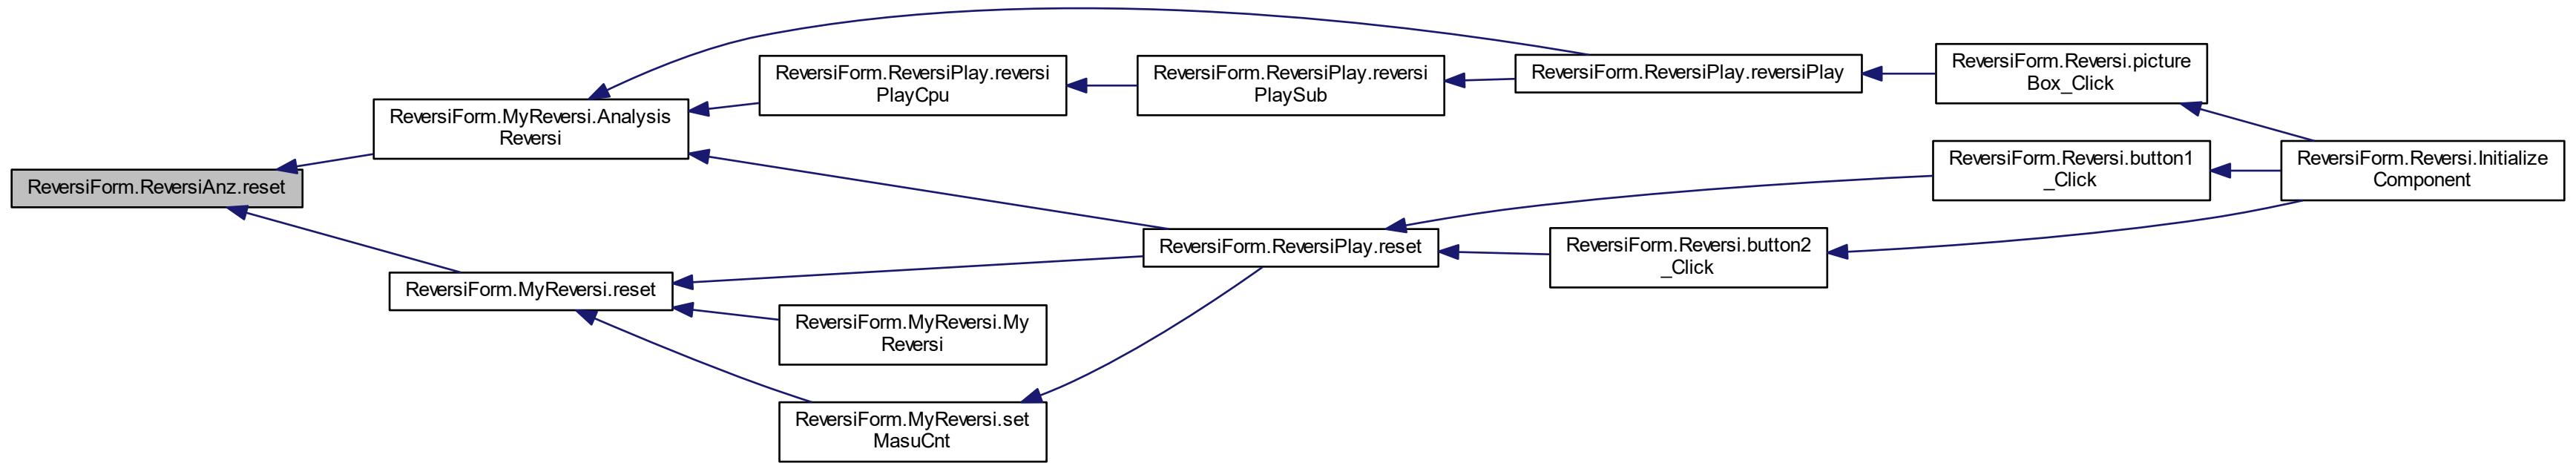 ReversiForm.ReversiAnz.reset
ReversiForm.MyReversi.Analysis
Reversi
ReversiForm.ReversiPlay.reversi
PlayCpu
ReversiForm.ReversiPlay.reversi
PlaySub
ReversiForm.ReversiPlay.reversiPlay
ReversiForm.Reversi.picture
Box_Click
ReversiForm.Reversi.Initialize
Component
ReversiForm.Reversi.button1
_Click
ReversiForm.ReversiPlay.reset
ReversiForm.Reversi.button2
_Click
ReversiForm.MyReversi.reset
ReversiForm.MyReversi.My
Reversi
ReversiForm.MyReversi.set
MasuCnt